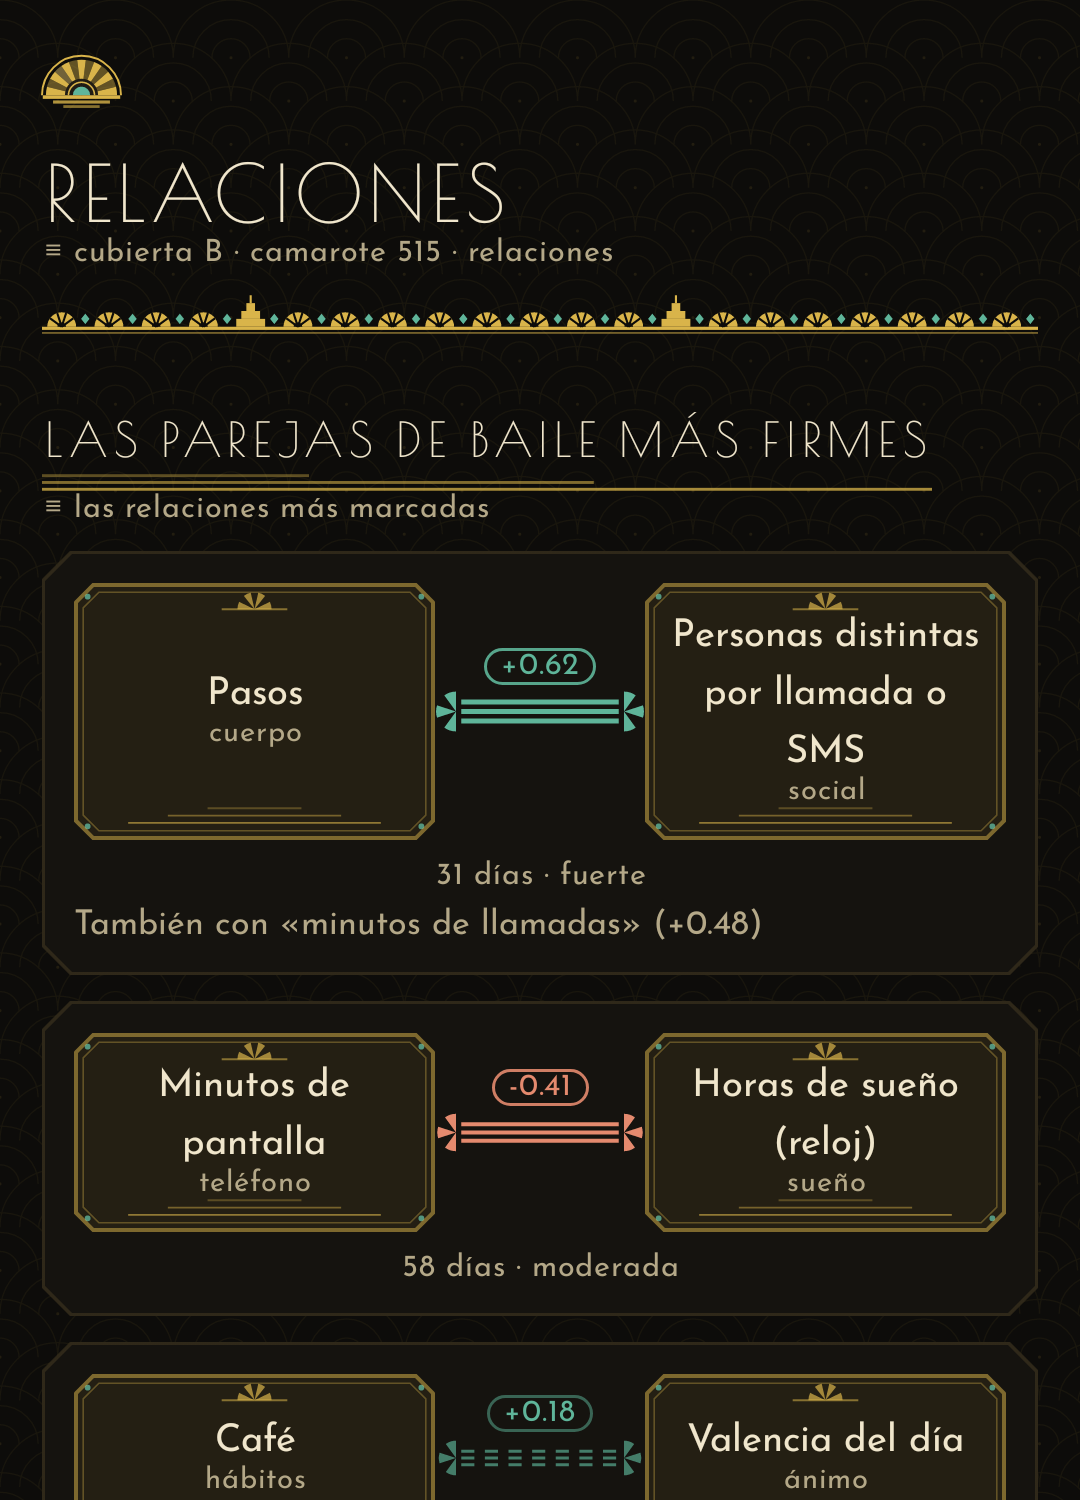 RELACIONES
≡ cubierta B · camarote 515 · relaciones
LAS PAREJAS DE BAILE MÁS FIRMES
≡ las relaciones más marcadas
Pasos
cuerpo
+0.62
Personas distintas
por llamada o
SMS
social
31 días · fuerte
También con «minutos de llamadas» (+0.48)
Minutos de
pantalla
teléfono
-0.41
Horas de sueño
(reloj)
sueño
58 días · moderada
Café
hábitos
+0.18
Valencia del día
ánimo